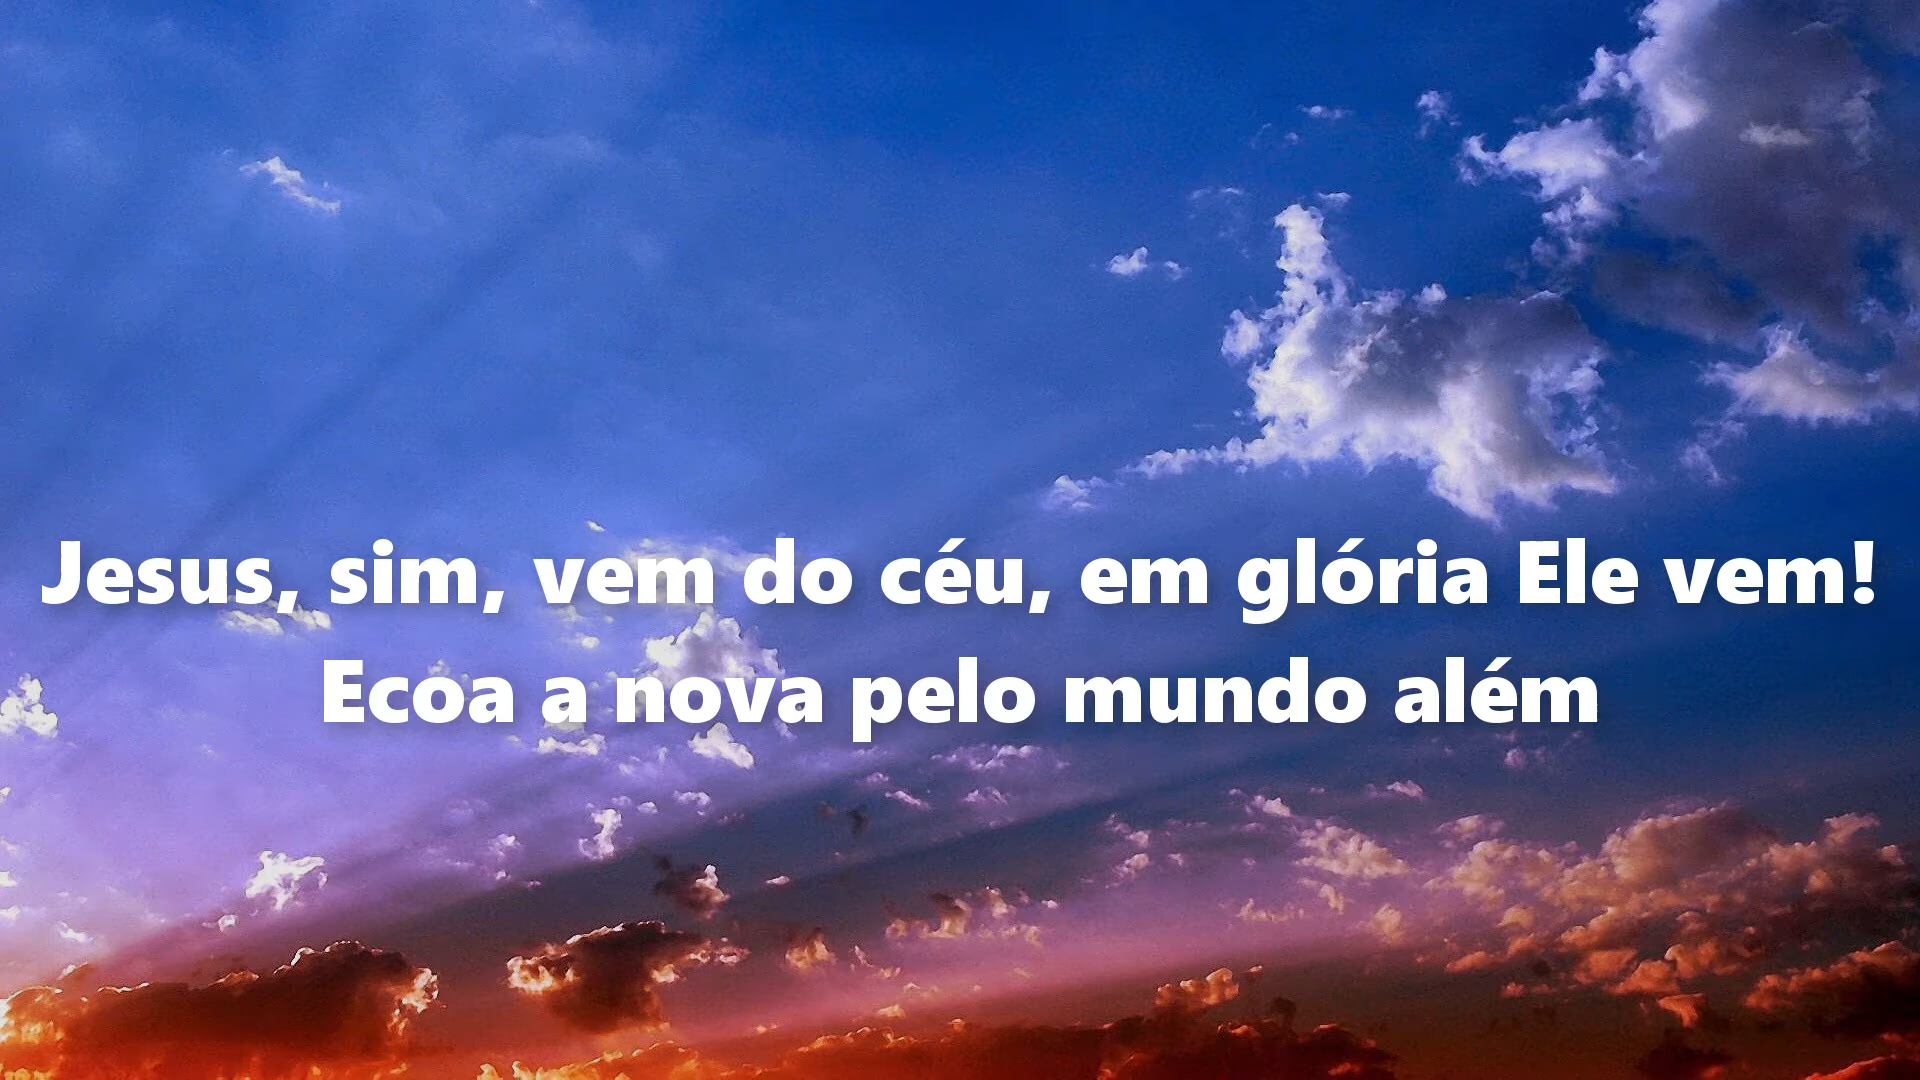 Jesus, sim, vem do céu, em glória Ele vem!
Ecoa a nova pelo mundo além